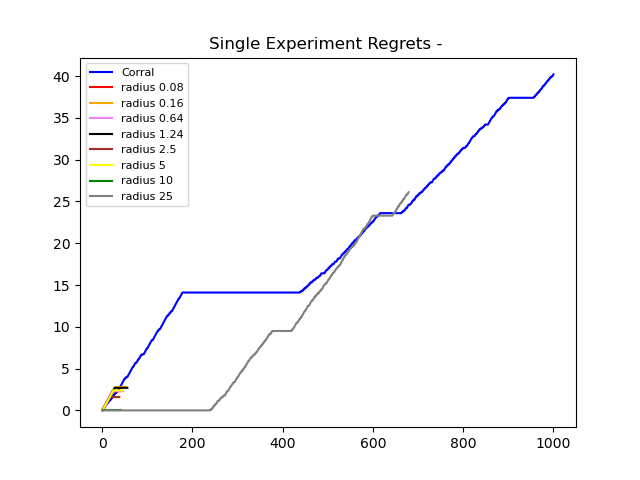 Single Experiment Regrets -
Corral
radius 0.08
radius 0.16
radius 0.64
radius 1.24
radius 2.5
radius 5
radius 10
radius 25
40
35
30
25
20
15
10
5
0
0 200 400 600 800 1000